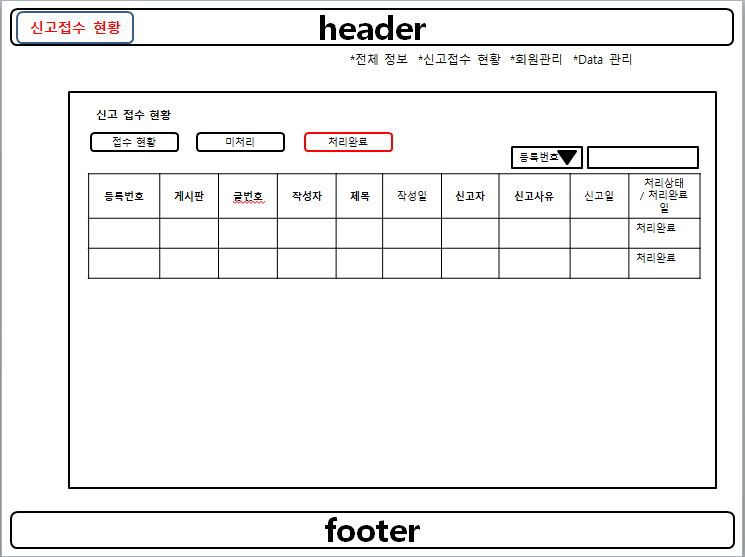 신고접수 현황
header
*전체 정보 *신고접수 현황 *회원관리 *Data 관리
신고 접수 현황
접수 현황 미처리 처리완료
등록번호
등록번호 게시판 글번호 작성자 제목 작성일 신고자 신고사유 신고일 처리상태
/ 처리완료
일
처리완료
처리완료
footer